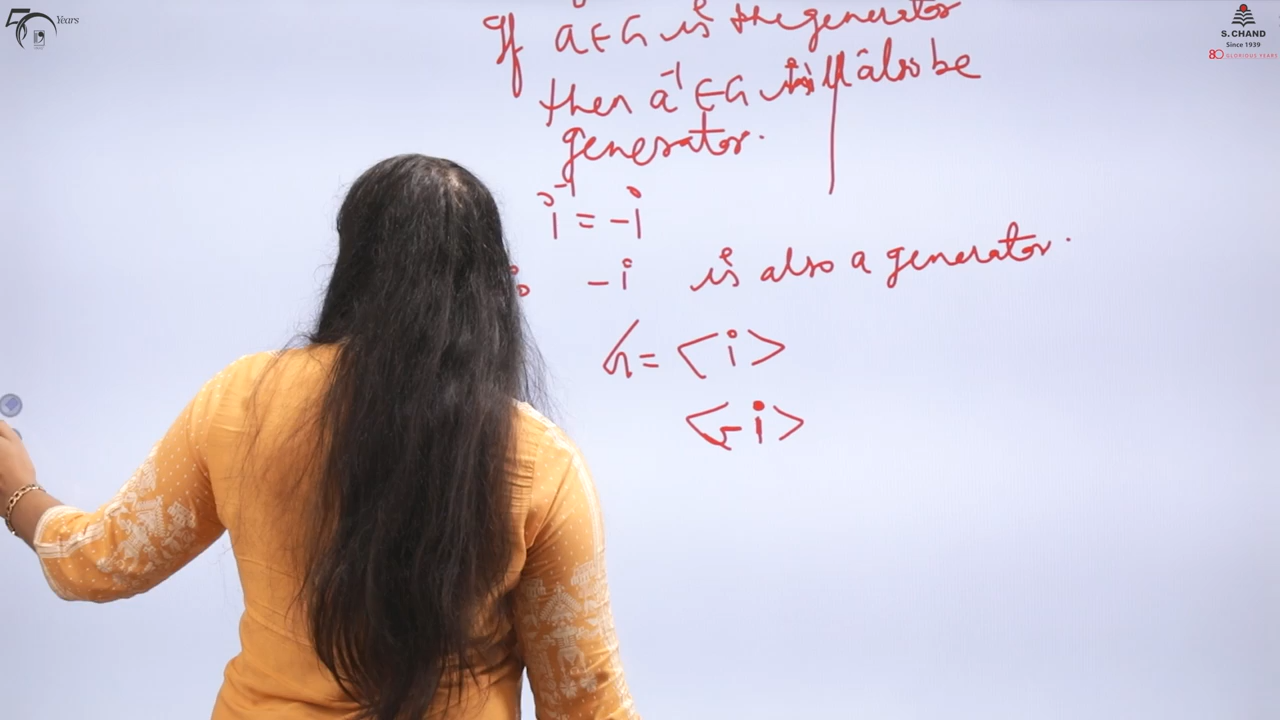 50 Years
S. CHAND
Since 1939
80 GLORIOUS YEARS
If a ∈ G is the generator
then a⁻¹ ∈ G will also be
generator.
i⁻¹ = -i
-i is also a generator.
G = <i>
<-i>